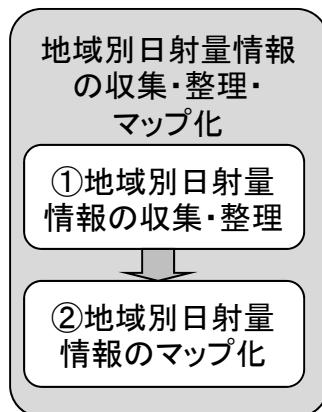 地域別日射量情報
の収集・整理・
マップ化
①地域別日射量
情報の収集・整理
②地域別日射量
情報のマップ化